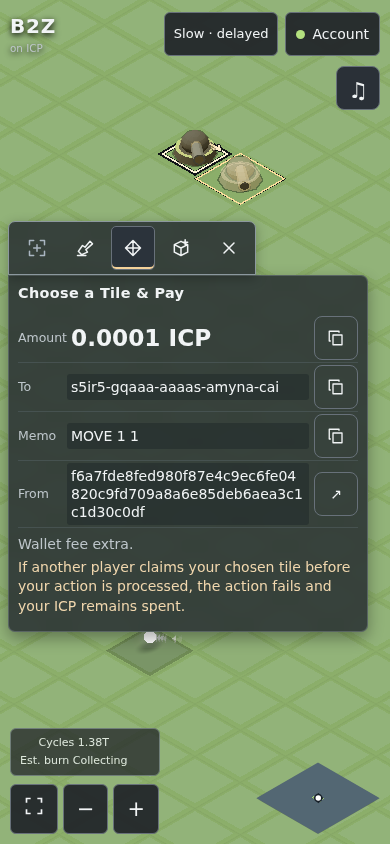 B2Z
on ICP
Slow · delayed
Account
Choose a Tile & Pay
Amount 0.0001 ICP
To s5ir5-gqaaa-aaaas-amyna-cai
Memo MOVE 1 1
From f6a7fde8fed980f87e4c9ec6fe04
820c9fd709a8a6e85deb6aea3c1
c1d30c0df
Wallet fee extra.
If another player claims your chosen tile before
your action is processed, the action fails and
your ICP remains spent.
Cycles 1.38T
Est. burn Collecting